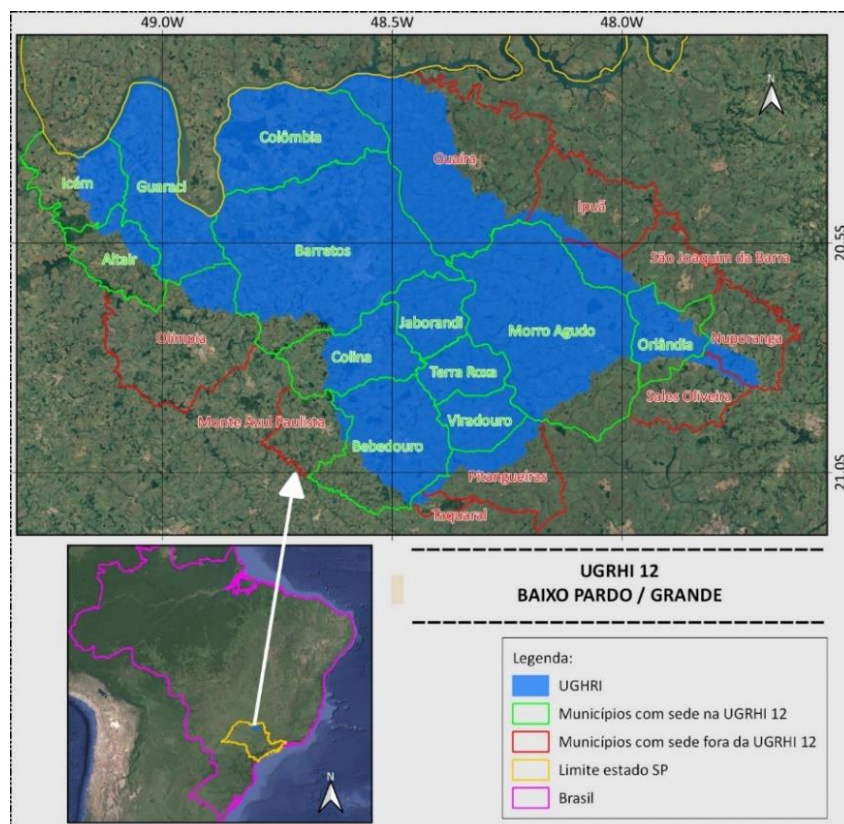 49.0W
48.5W
48.0W
N
Colômbia
Guaíra
Icém
Guaraci
Ipuã
20.5S
Barretos
São Joaquim da Barra
Altair
Jaborandi
Morro Agudo
Olímpia
Colina
Orlândia
Nuporanga
Terra Roxa
Sales Oliveira
Monte Azul Paulista
Viradouro
Bebedouro
Pitangueiras
21.0S
Taquaral
UGRHI 12
BAIXO PARDO / GRANDE
Legenda:
UGHRI
Municípios com sede na UGRHI 12
Municípios com sede fora da UGRHI 12
Limite estado SP
Brasil
N